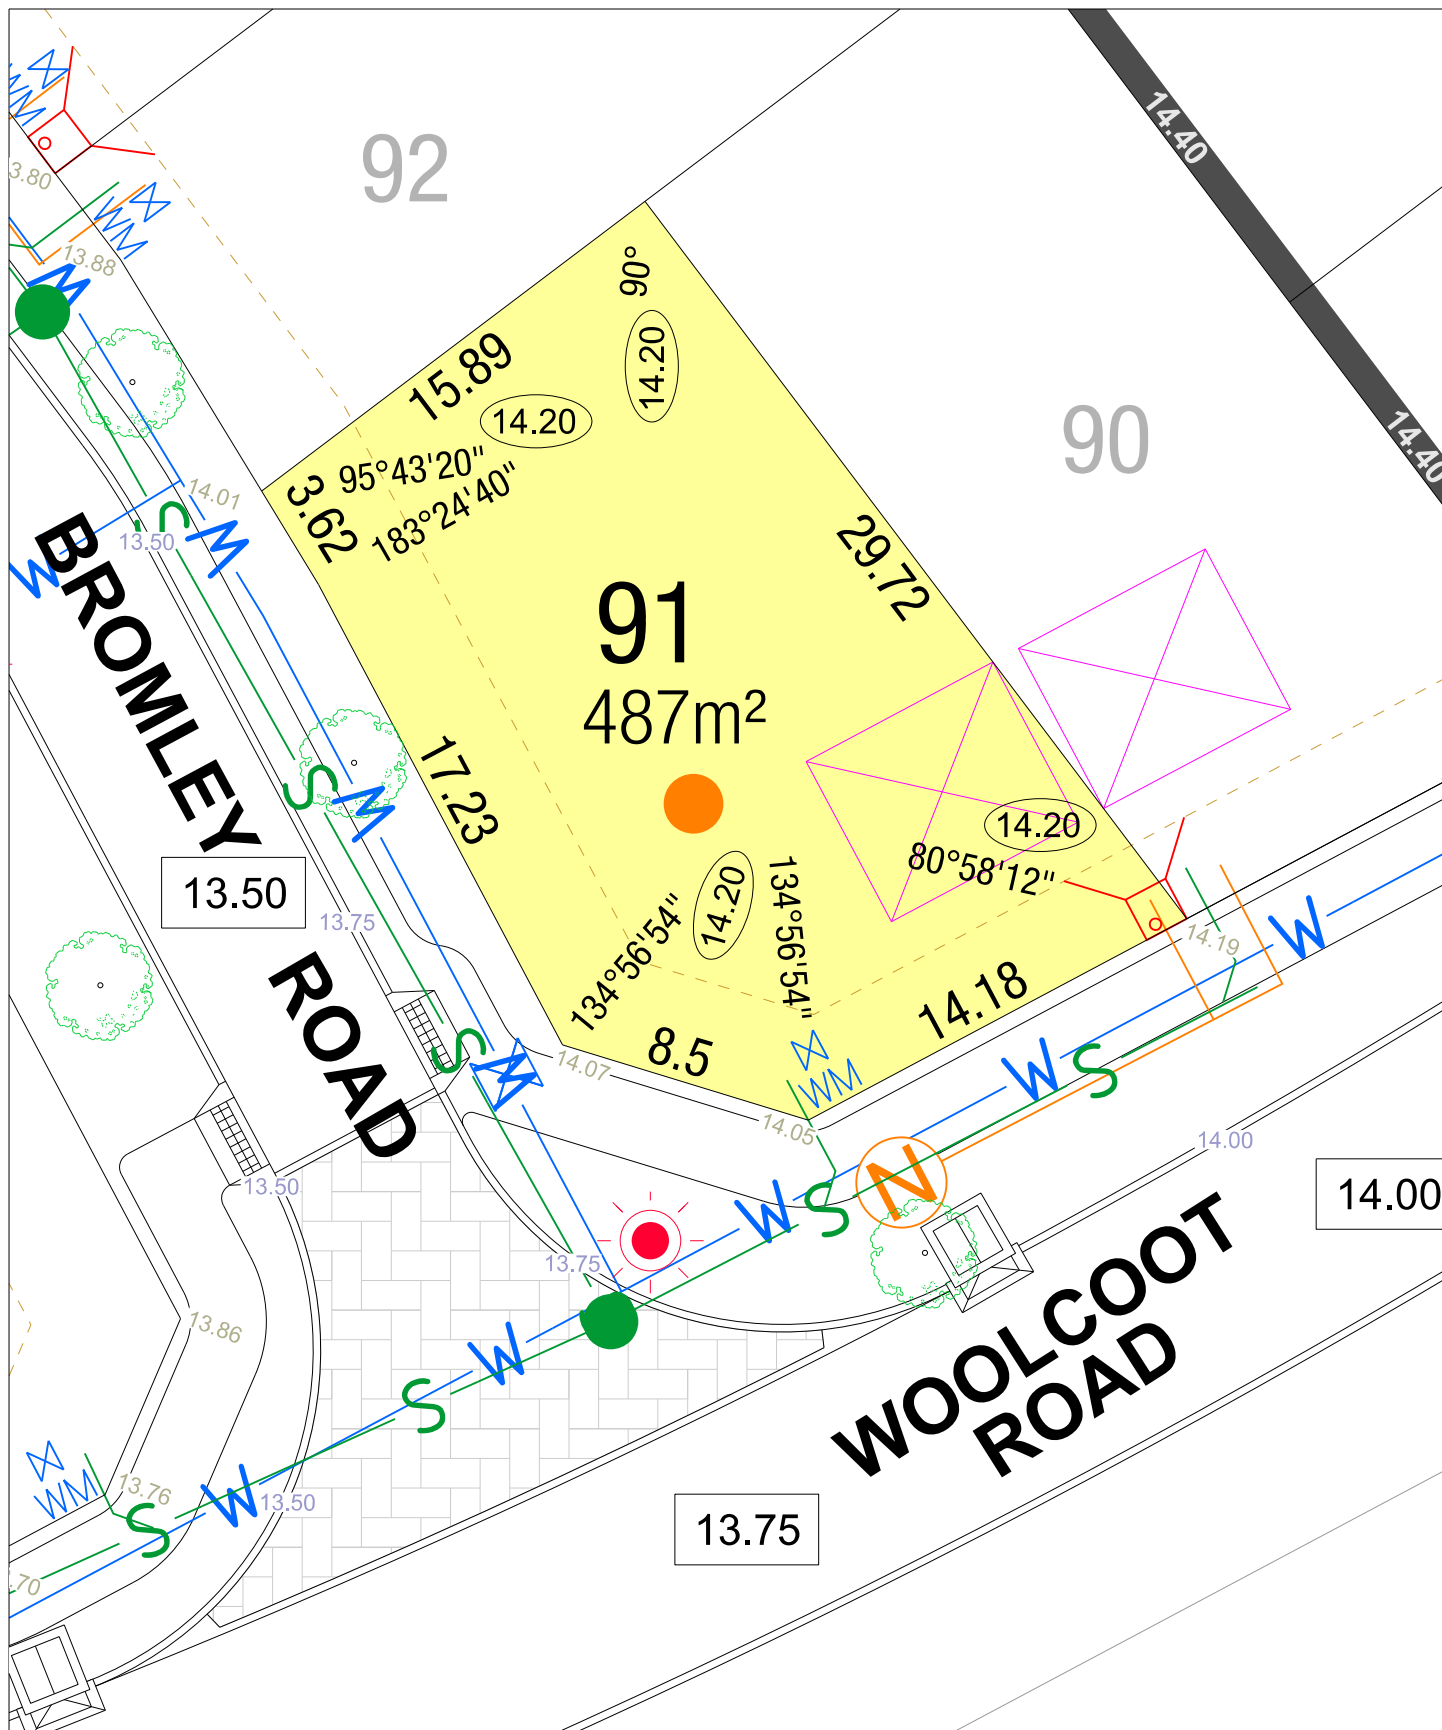 92
14.40
WM
WM
13.88
90°
14.20
15.89
14.20
90
14.40
95°43'20"
183°24'40"
3.62
14.01
13.50
W
W
S
W
BROMLEY
ROAD
29.72
91
487m²
17.23
S
W
13.50
13.75
14.20
80°58'12"
14.20
134°56'54"
134°56'54"
14.19
W
14.18
8.5
WM
S
W
14.07
14.05
W
S
14.00
14.00
N
W
S
13.50
13.75
WOOLCOOT
ROAD
13.86
W
S
WM
13.76
W
13.50
S
13.75